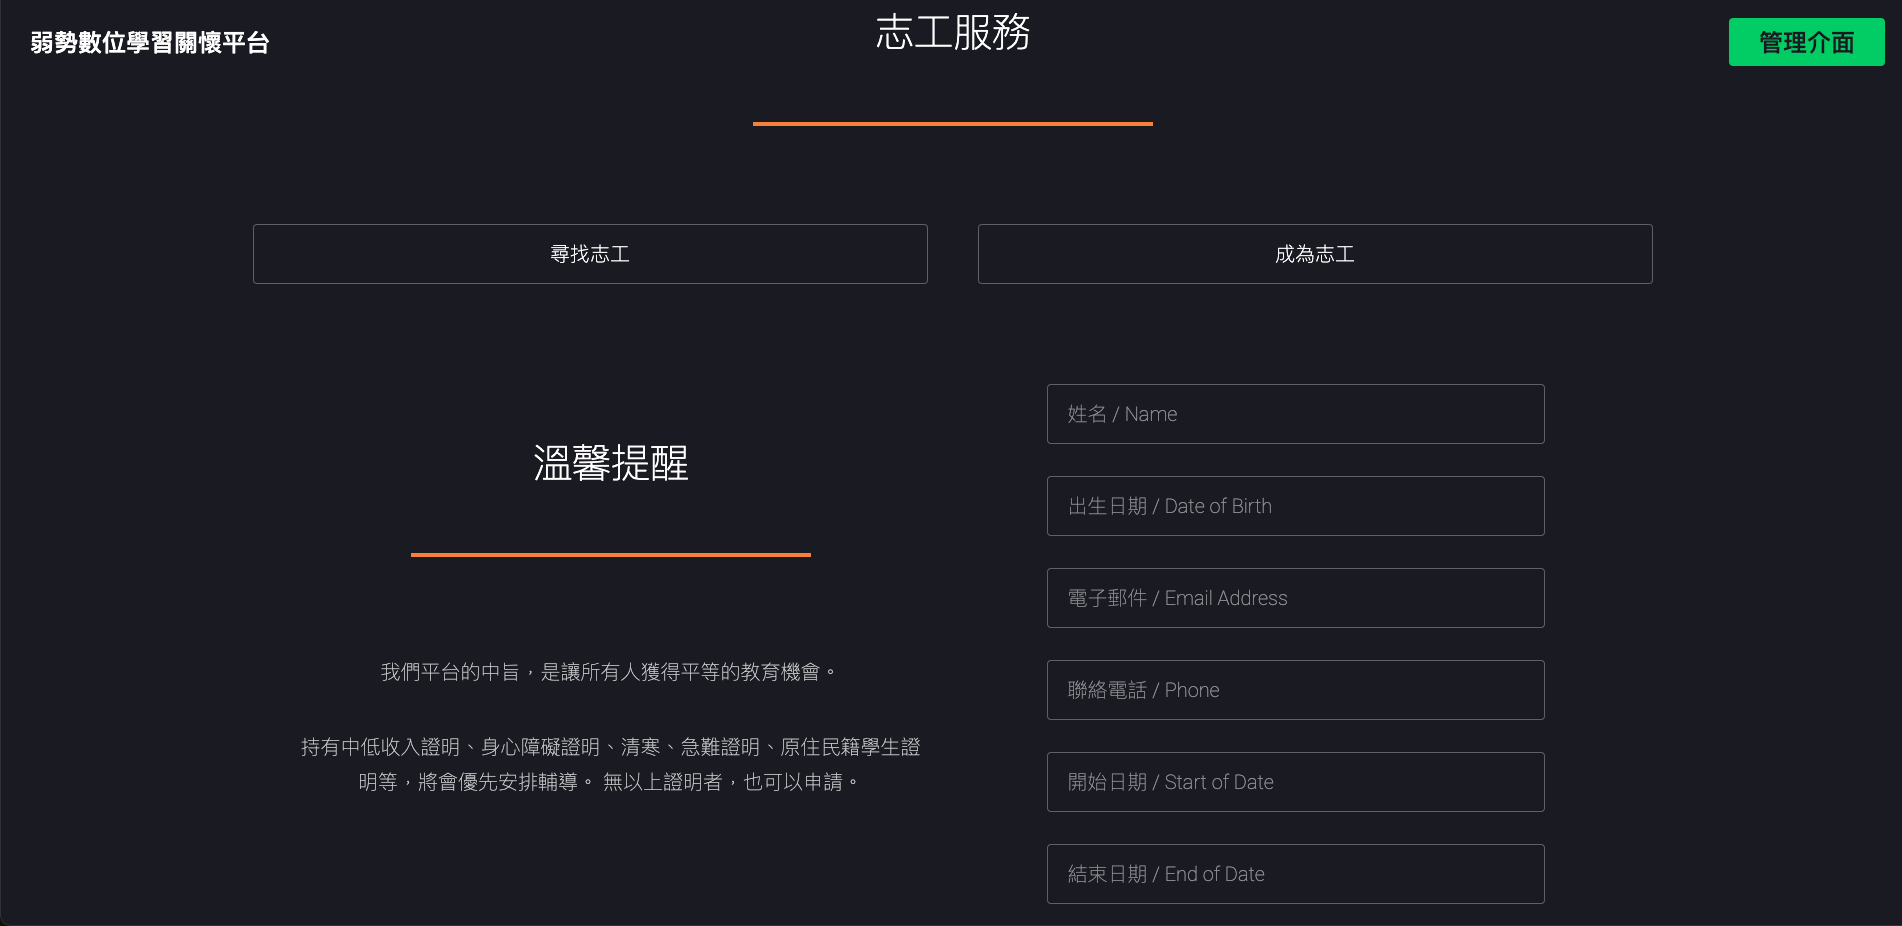 弱勢數位學習關懷平台
志工服務
管理介面
尋找志工
成為志工
溫馨提醒
我們平台的中旨，是讓所有人獲得平等的教育機會。
持有中低收入證明、身心障礙證明、清寒、急難證明、原住民籍學生證
明等，將會優先安排輔導。 無以上證明者，也可以申請。
姓名 / Name
出生日期 / Date of Birth
電子郵件 / Email Address
聯絡電話 / Phone
開始日期 / Start of Date
結束日期 / End of Date